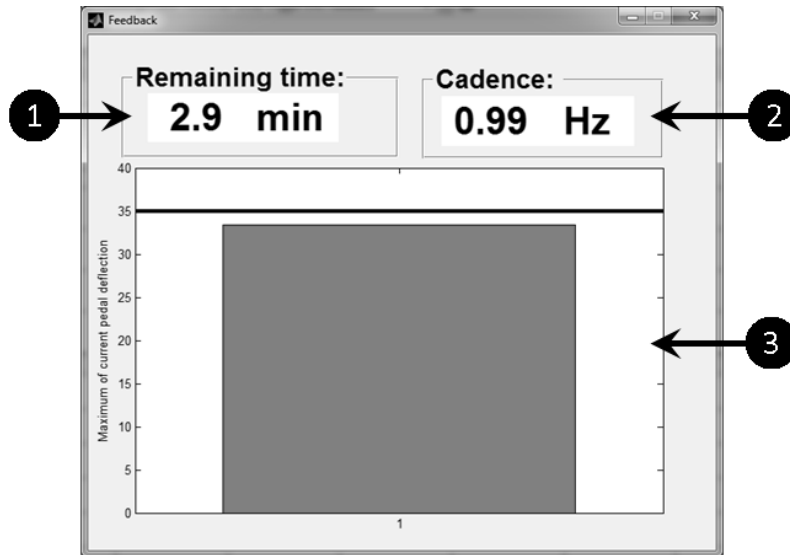 Feedback
Remaining time:
Cadence:
1
2.9 min
0.99 Hz
2
40
35
30
25
20
15
10
5
0
Maximum of current pedal deflection
3
1